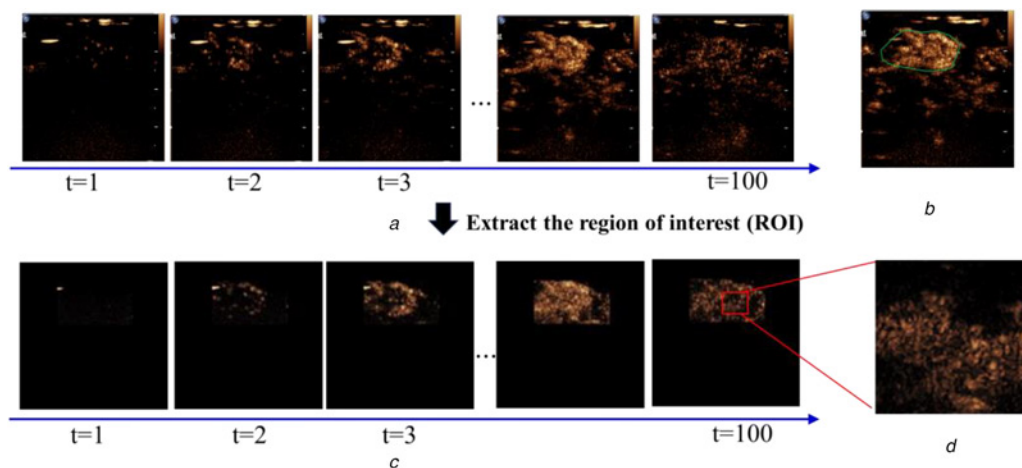 ...
t=1 t=2 t=3 t=100
a
b
Extract the region of interest (ROI)
...
t=1 t=2 t=3 t=100
c
d